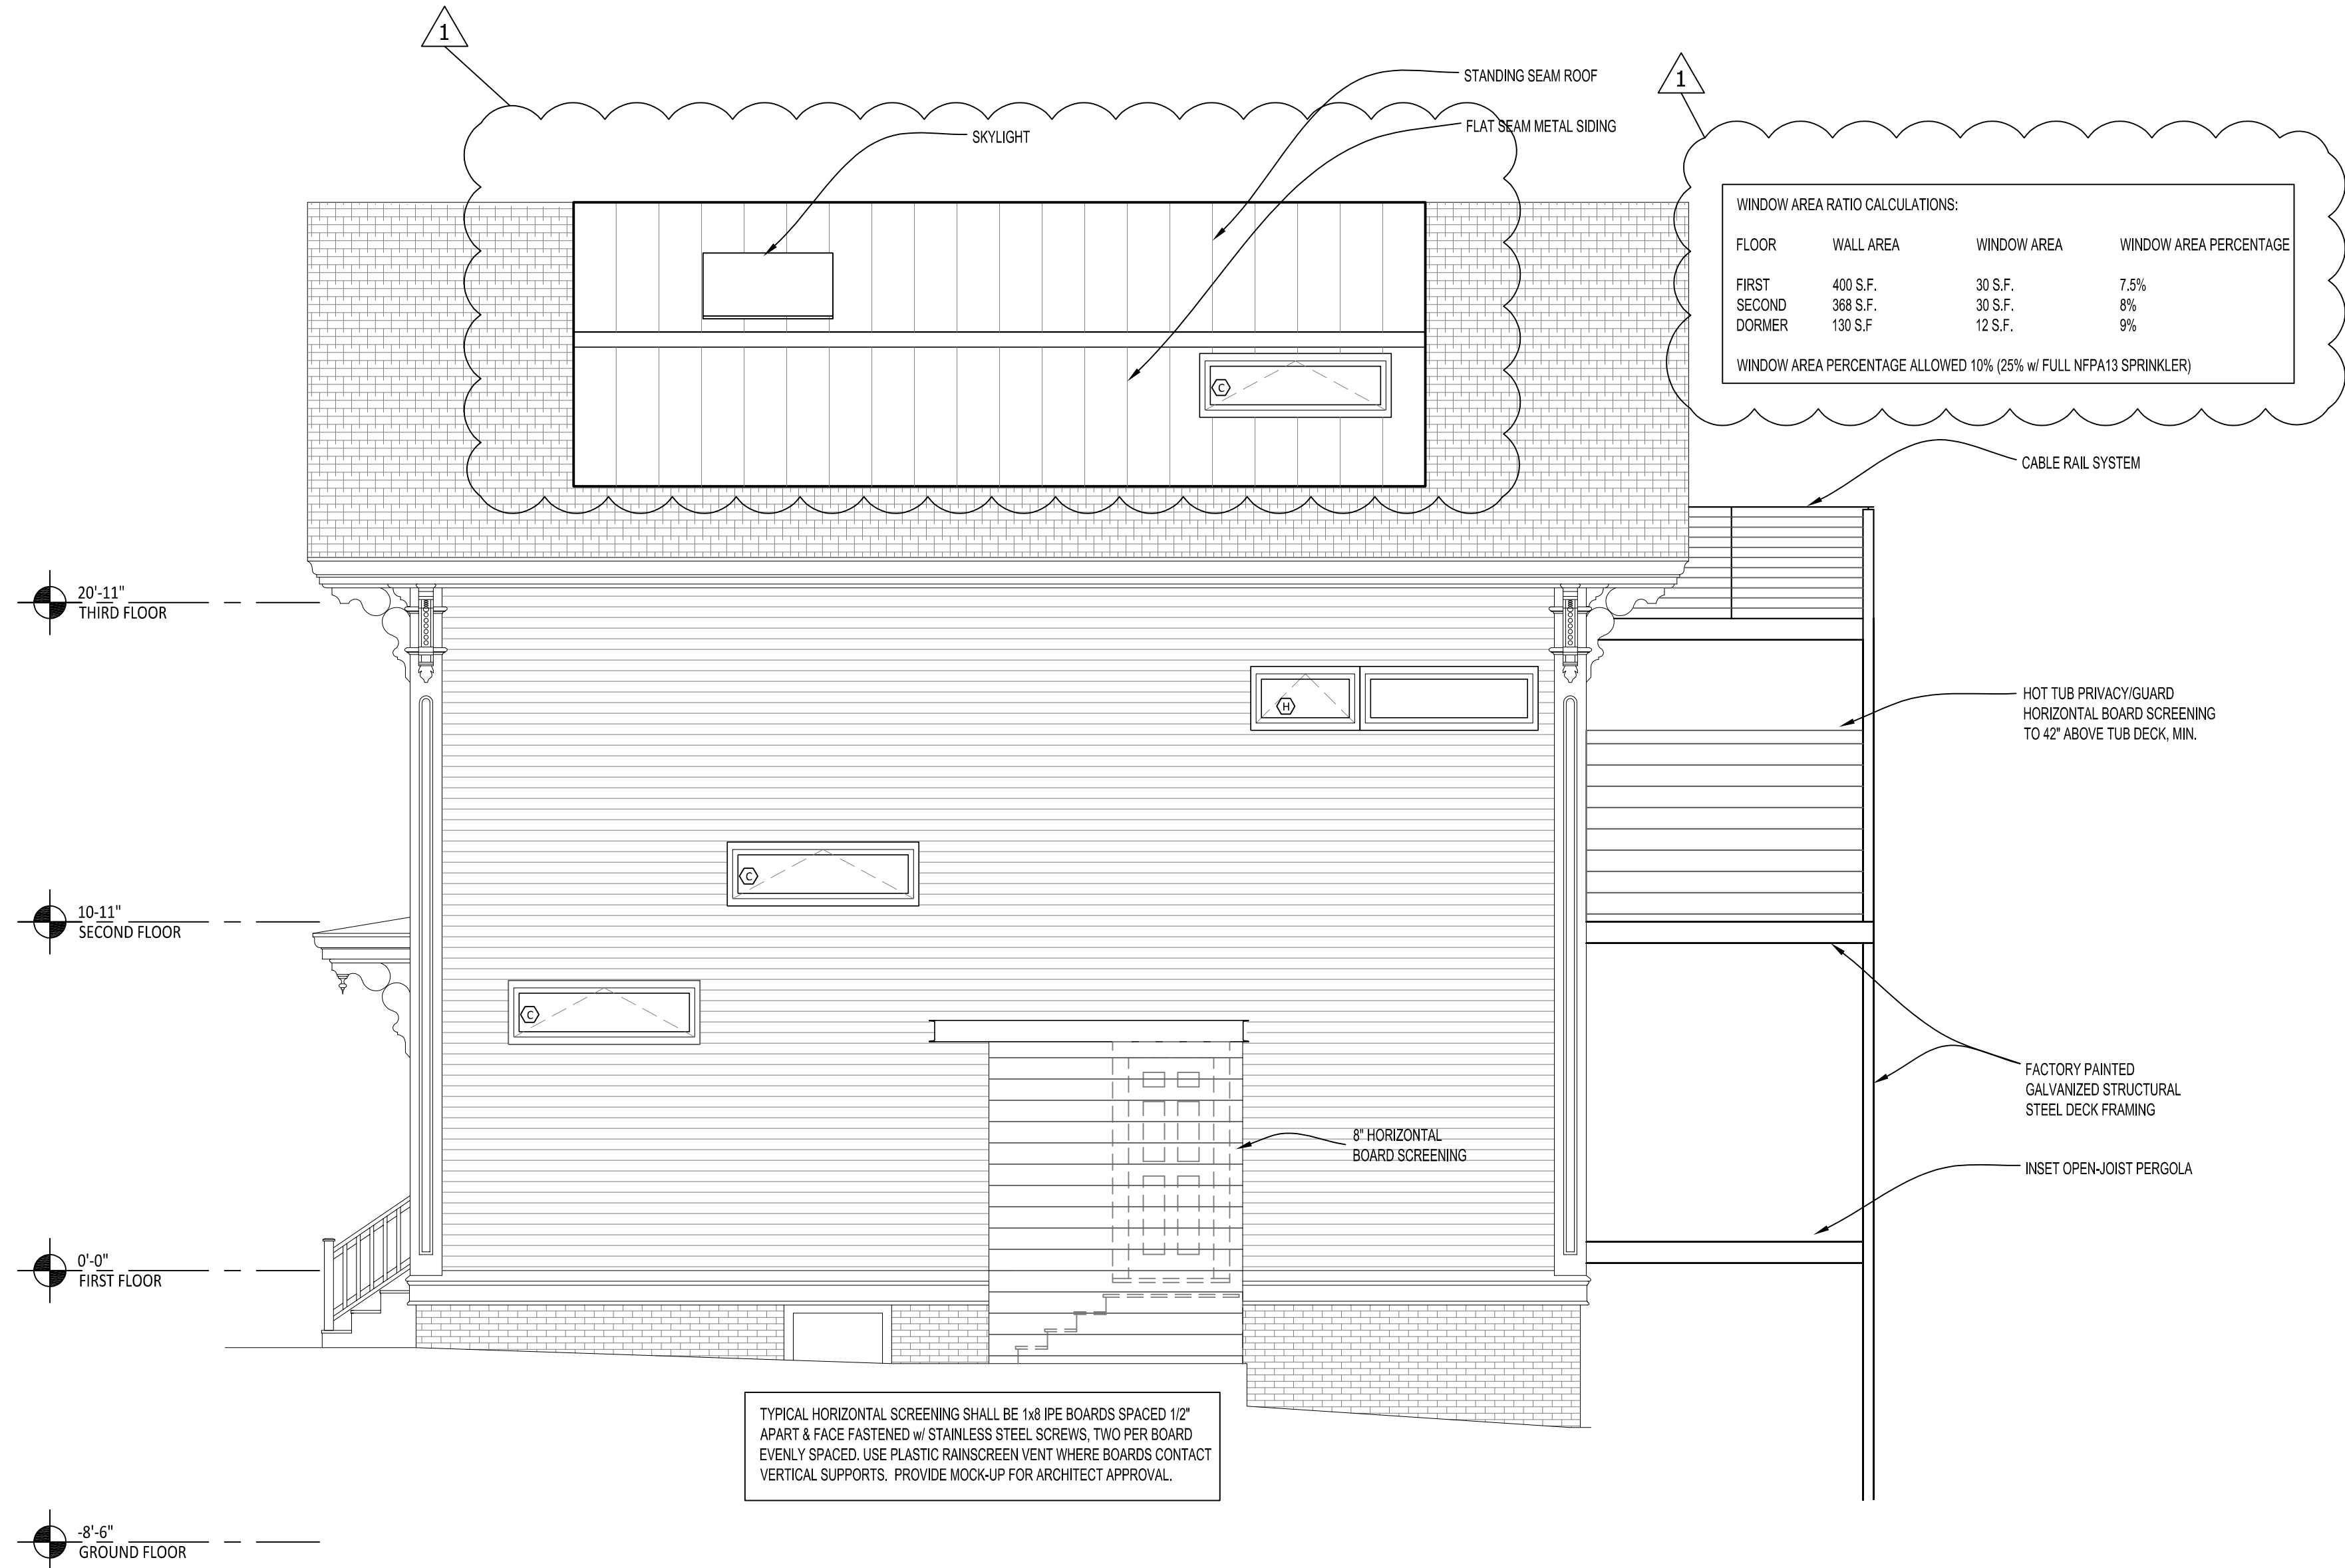 1
1
STANDING SEAM ROOF
FLAT SEAM METAL SIDING
SKYLIGHT
WINDOW AREA RATIO CALCULATIONS:
FLOOR WALL AREA WINDOW AREA WINDOW AREA PERCENTAGE
FIRST 400 S.F. 30 S.F. 7.5%
SECOND 368 S.F. 30 S.F. 8%
DORMER 130 S.F 12 S.F. 9%
WINDOW AREA PERCENTAGE ALLOWED 10% (25% w/ FULL NFPA13 SPRINKLER)
C
CABLE RAIL SYSTEM
20'-11"
THIRD FLOOR
H
HOT TUB PRIVACY/GUARD
HORIZONTAL BOARD SCREENING
TO 42" ABOVE TUB DECK, MIN.
C
10-11"
SECOND FLOOR
C
FACTORY PAINTED
GALVANIZED STRUCTURAL
STEEL DECK FRAMING
8" HORIZONTAL
BOARD SCREENING
INSET OPEN-JOIST PERGOLA
0'-0"
FIRST FLOOR
TYPICAL HORIZONTAL SCREENING SHALL BE 1x8 IPE BOARDS SPACED 1/2"
APART & FACE FASTENED w/ STAINLESS STEEL SCREWS, TWO PER BOARD
EVENLY SPACED. USE PLASTIC RAINSCREEN VENT WHERE BOARDS CONTACT
VERTICAL SUPPORTS. PROVIDE MOCK-UP FOR ARCHITECT APPROVAL.
-8'-6"
GROUND FLOOR